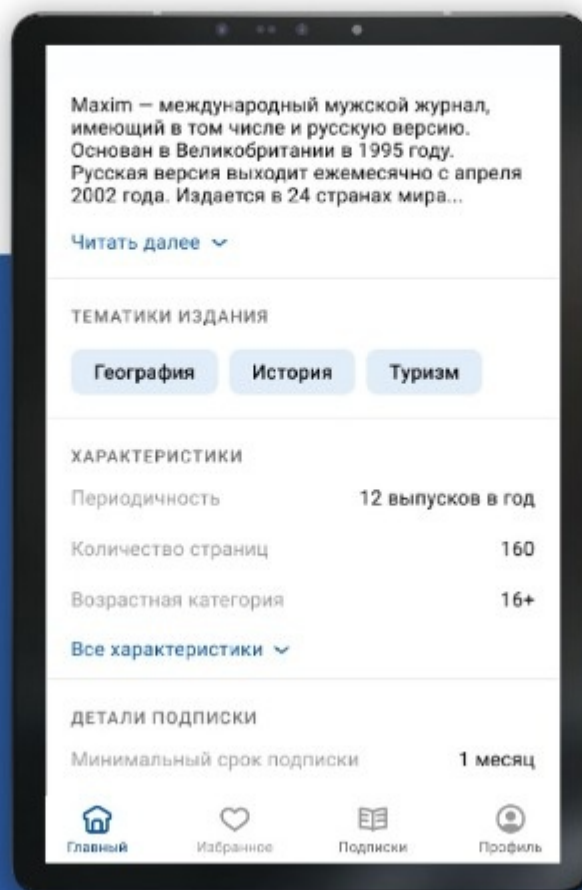 Maxim — международный мужской журнал,
имеющий в том числе и русскую версию.
Основан в Великобритании в 1995 году.
Русская версия выходит ежемесячно с апреля
2002 года. Издается в 24 странах мира...
Читать далее
ТЕМАТИКИ ИЗДАНИЯ
География История Туризм
ХАРАКТЕРИСТИКИ
Периодичность 12 выпусков в год
Количество страниц 160
Возрастная категория 16+
Все характеристики
ДЕТАЛИ ПОДПИСКИ
Минимальный срок подписки 1 месяц
Главный Избранное Подписки Профиль